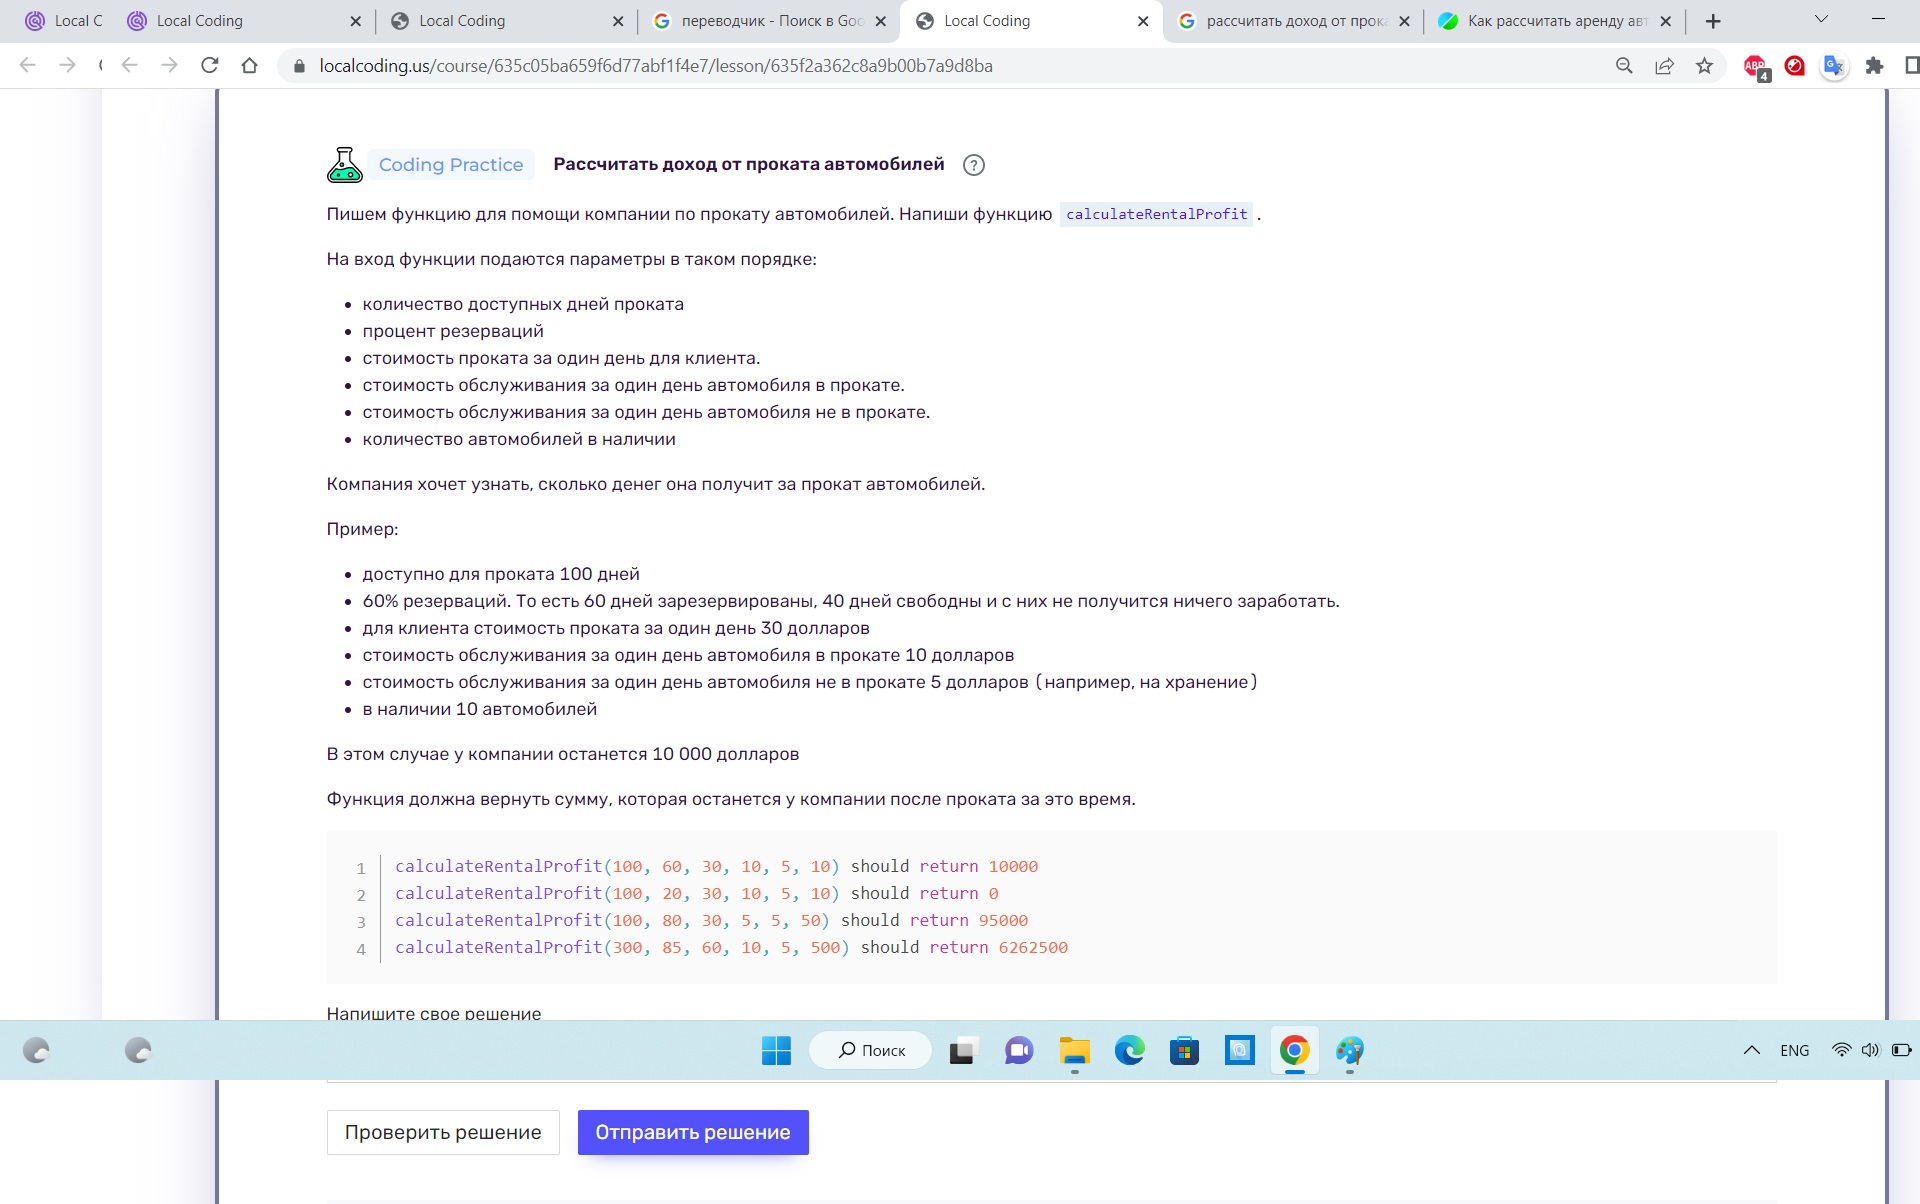 Local C
Local Coding
Local Coding
переводчик - Поиск в Goo
Local Coding
рассчитать доход от прока
Как рассчитать аренду авт
localcoding.us/course/635c05ba659f6d77abf1f4e7/lesson/635f2a362c8a9b00b7a9d8ba
ABP
4
Coding Practice
Рассчитать доход от проката автомобилей
?
Пишем функцию для помощи компании по прокату автомобилей. Напиши функцию calculateRentalProfit .
На вход функции подаются параметры в таком порядке:
• количество доступных дней проката
• процент резерваций
• стоимость проката за один день для клиента.
• стоимость обслуживания за один день автомобиля в прокате.
• стоимость обслуживания за один день автомобиля не в прокате.
• количество автомобилей в наличии
Компания хочет узнать, сколько денег она получит за прокат автомобилей.
Пример:
• доступно для проката 100 дней
• 60% резерваций. То есть 60 дней зарезервированы, 40 дней свободны и с них не получится ничего заработать.
• для клиента стоимость проката за один день 30 долларов
• стоимость обслуживания за один день автомобиля в прокате 10 долларов
• стоимость обслуживания за один день автомобиля не в прокате 5 долларов (например, на хранение)
• в наличии 10 автомобилей
В этом случае у компании останется 10 000 долларов
Функция должна вернуть сумму, которая останется у компании после проката за это время.
1 calculateRentalProfit(100, 60, 30, 10, 5, 10) should return 10000
2 calculateRentalProfit(100, 20, 30, 10, 5, 10) should return 0
3 calculateRentalProfit(100, 80, 30, 5, 5, 50) should return 95000
4 calculateRentalProfit(300, 85, 60, 10, 5, 500) should return 6262500
Напишите свое решение
Поиск
ENG
Проверить решение
Отправить решение